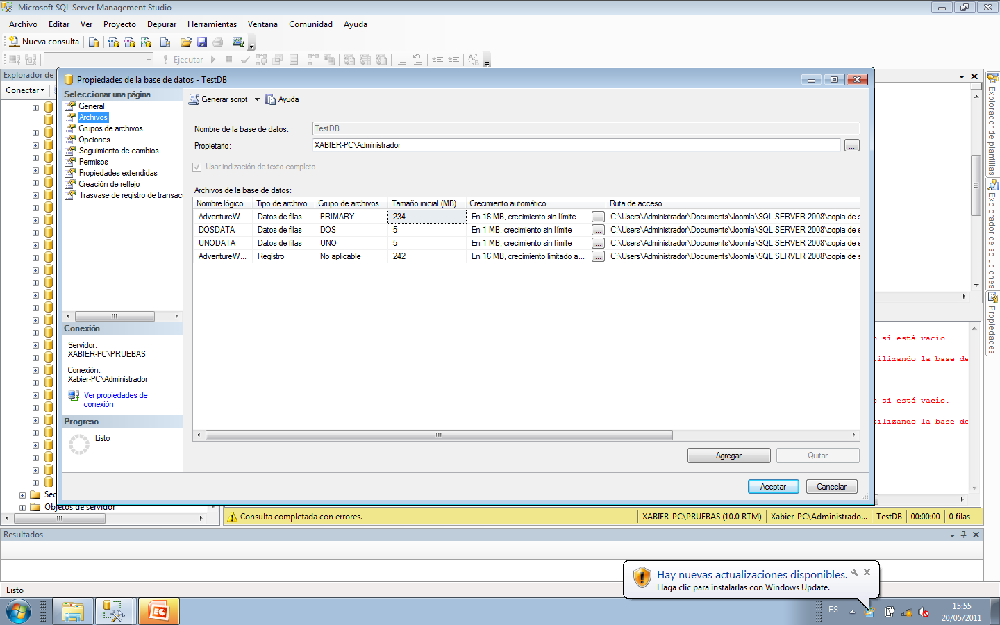 Microsoft SQL Server Management Studio
Archivo Editar Ver Proyecto Depurar Herramientas Ventana Comunidad Ayuda
Nueva consulta
Ejecutar
Explorador de
Conectar
Propiedades de la base de datos - TestDB
Seleccionar una página
General
Archivos
Grupos de archivos
Opciones
Seguimiento de cambios
Permisos
Propiedades extendidas
Creación de reflejo
Trasvase de registro de transac
Conexión
Servidor:
XABIER-PC\PRUEBAS
Conexión:
Xabier-PC\Administrador
Ver propiedades de
conexión
Progreso
Listo
Generar script Ayuda
Nombre de la base de datos: TestDB
Propietario: XABIER-PC\Administrador ...
Usar indización de texto completo
Archivos de la base de datos:
Nombre lógico Tipo de archivo Grupo de archivos Tamaño inicial (MB) Crecimiento automático Ruta de acceso
AdventureW... Datos de filas PRIMARY 234 En 16 MB, crecimiento sin límite ... C:\Users\Administrador\Documents\Joomla\SQL SERVER 2008\copia de s
DOSDATA Datos de filas DOS 5 En 1 MB, crecimiento sin límite ... C:\Users\Administrador\Documents\Joomla\SQL SERVER 2008\copia de s
UNODATA Datos de filas UNO 5 En 1 MB, crecimiento sin límite ... C:\Users\Administrador\Documents\Joomla\SQL SERVER 2008\copia de s
AdventureW... Registro No aplicable 242 En 16 MB, crecimiento limitado a... ... C:\Users\Administrador\Documents\Joomla\SQL SERVER 2008\copia de s
Agregar Quitar
Aceptar Cancelar
Explorador de plantillas
Explorador de soluciones
Propiedades
o si está vacío.
tilizando la base de
o si está vacío.
tilizando la base de
Seg
Objetos de servidor
Consulta completada con errores. XABIER-PC\PRUEBAS (10.0 RTM) Xabier-PC\Administrado... TestDB 00:00:00 0 filas
Resultados
Hay nuevas actualizaciones disponibles.
Haga clic para instalarlas con Windows Update.
Listo
ES 15:55
20/05/2011